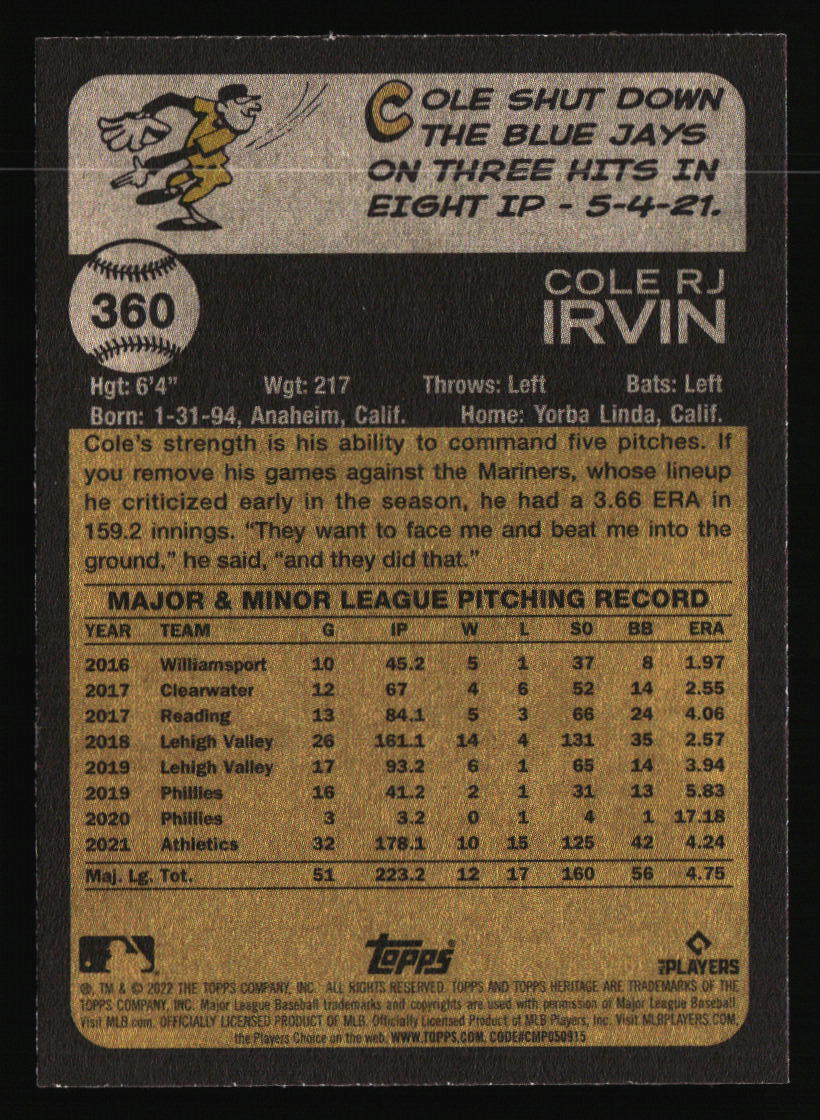 COLE SHUT DOWN
THE BLUE JAYS
ON THREE HITS IN
EIGHT IP - 5-4-21.
360
COLE RJ
IRVIN
Hgt: 6'4" Wgt: 217 Throws: Left Bats: Left
Born: 1-31-94, Anaheim, Calif. Home: Yorba Linda, Calif.
Cole's strength is his ability to command five pitches. If
you remove his games against the Mariners, whose lineup
he criticized early in the season, he had a 3.66 ERA in
159.2 innings. "They want to face me and beat me into the
ground," he said, "and they did that."
MAJOR & MINOR LEAGUE PITCHING RECORD
YEAR TEAM G IP W L SO BB ERA
2016 Williamsport 10 45.2 5 1 37 8 1.97
2017 Clearwater 12 67 4 6 52 14 2.55
2017 Reading 13 84.1 5 3 66 24 4.06
2018 Lehigh Valley 26 161.1 14 4 131 35 2.57
2019 Lehigh Valley 17 93.2 6 1 65 14 3.94
2019 Phillies 16 41.2 2 1 31 13 5.83
2020 Phillies 3 3.2 0 1 4 1 17.18
2021 Athletics 32 178.1 10 15 125 42 4.24
Maj. Lg. Tot. 51 223.2 12 17 160 56 4.75
topps
MLB PLAYERS
®, TM & © 2022 THE TOPPS COMPANY, INC. ALL RIGHTS RESERVED. TOPPS AND TOPPS HERITAGE ARE TRADEMARKS OF THE
TOPPS COMPANY, INC. Major League Baseball trademarks and copyrights are used with permission of Major League Baseball.
Visit MLB.com. OFFICIALLY LICENSED PRODUCT OF MLB. Officially Licensed Product of MLB Players, Inc. Visit MLBPLAYERS.COM,
the Players Choice on the web. WWW.TOPPS.COM. CODE#CMP050915